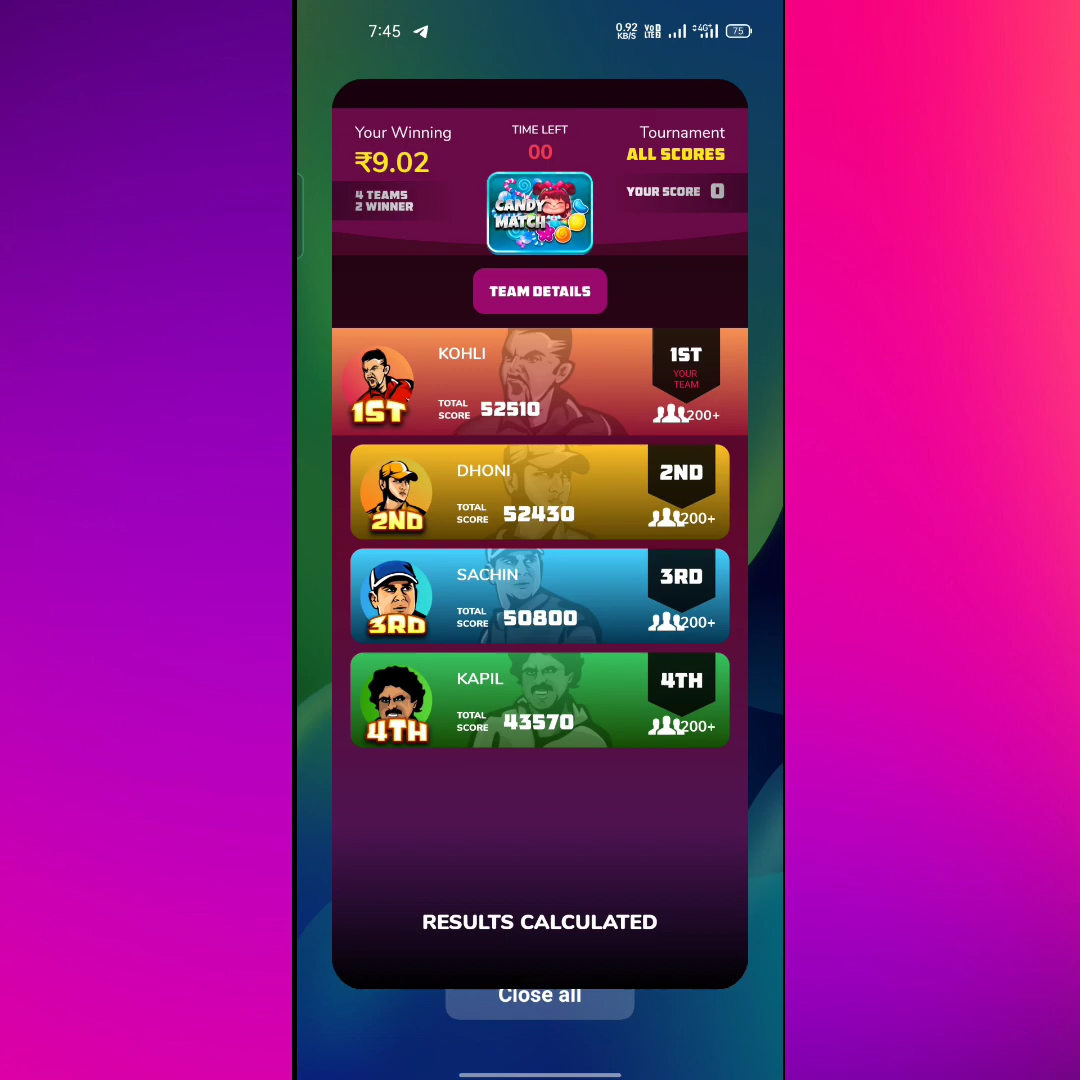 7:45
0.92 KB/S VoD LTEB 4G+ 75
Your Winning
₹9.02
4 TEAMS
2 WINNER
TIME LEFT
00
CANDY
MATCH
Tournament
ALL SCORES
YOUR SCORE 0
TEAM DETAILS
KOHLI
1ST
TOTAL
SCORE 52510
1ST
YOUR
TEAM
200+
DHONI
2ND
TOTAL
SCORE 52430
2ND
200+
SACHIN
3RD
TOTAL
SCORE 50800
3RD
200+
KAPIL
4TH
TOTAL
SCORE 43570
4TH
200+
RESULTS CALCULATED
Close all